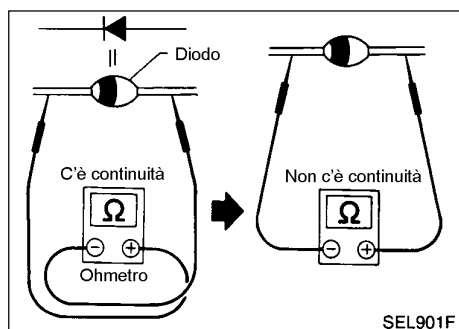 Diodo
C'è continuità
Ω
− +
Ohmetro
Non c'è continuità
Ω
− +
SEL901F